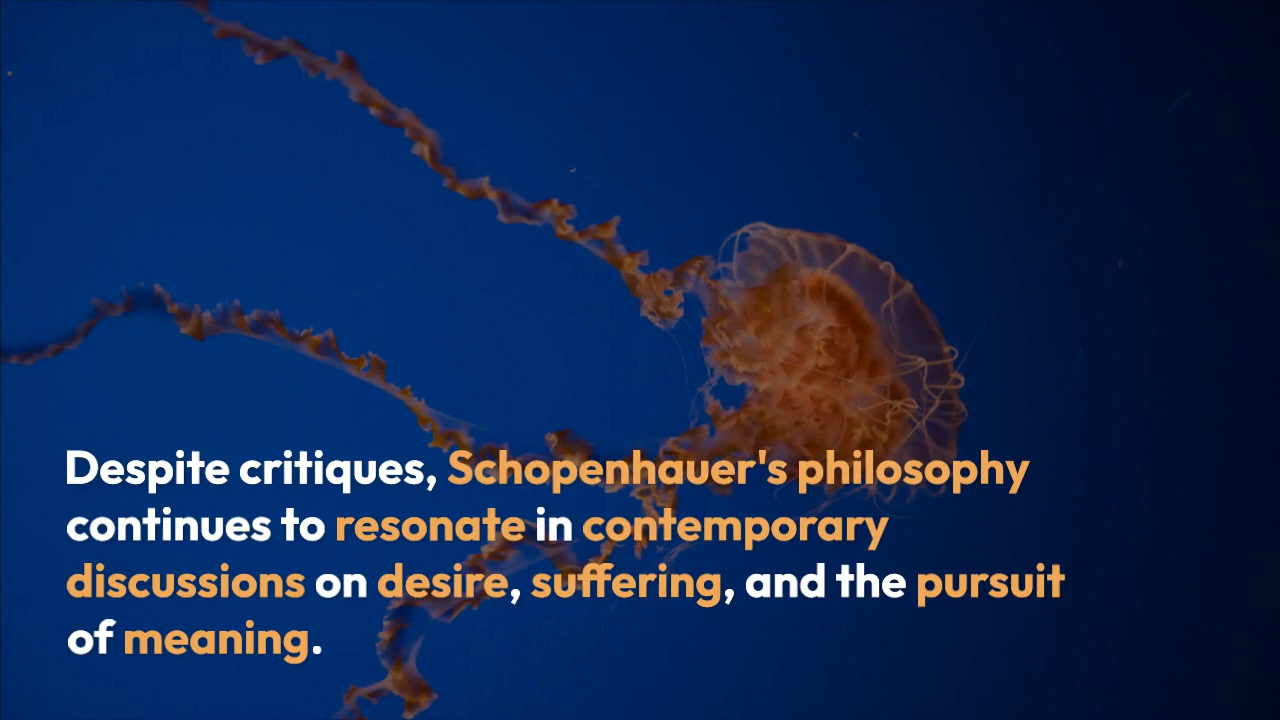 Despite critiques, Schopenhauer's philosophy
continues to resonate in contemporary
discussions on desire, suffering, and the pursuit
of meaning.